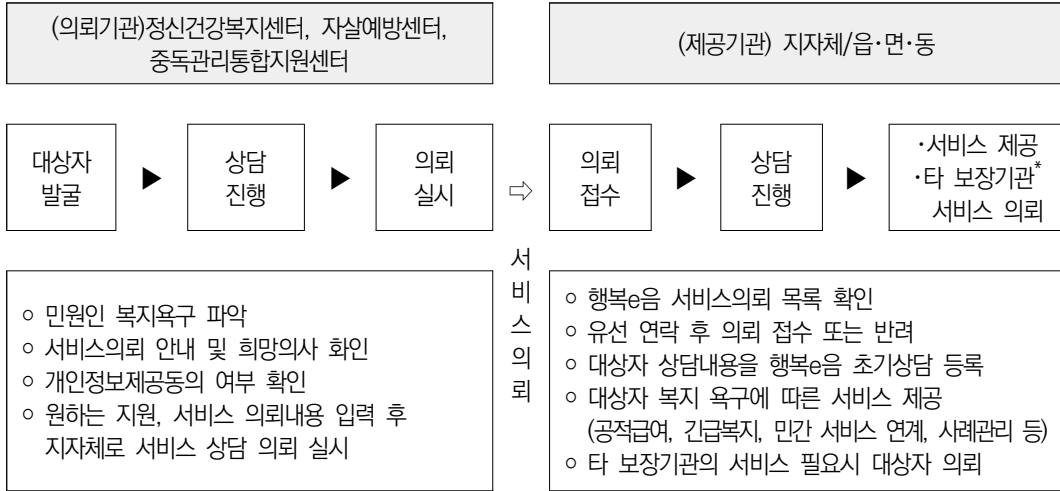 (의뢰기관)정신건강복지센터, 자살예방센터,
중독관리통합지원센터
(제공기관) 지자체/읍·면·동
대상자
발굴
▶
상담
진행
▶
의뢰
실시
⇨
서
비
스
의
뢰
의뢰
접수
▶
상담
진행
▶
·서비스 제공
·타 보장기관*
서비스 의뢰
○ 민원인 복지욕구 파악
○ 서비스의뢰 안내 및 희망의사 화인
○ 개인정보제공동의 여부 확인
○ 원하는 지원, 서비스 의뢰내용 입력 후
지자체로 서비스 상담 의뢰 실시
○ 행복e음 서비스의뢰 목록 확인
○ 유선 연락 후 의뢰 접수 또는 반려
○ 대상자 상담내용을 행복e음 초기상담 등록
○ 대상자 복지 욕구에 따른 서비스 제공
(공적급여, 긴급복지, 민간 서비스 연계, 사례관리 등)
○ 타 보장기관의 서비스 필요시 대상자 의뢰